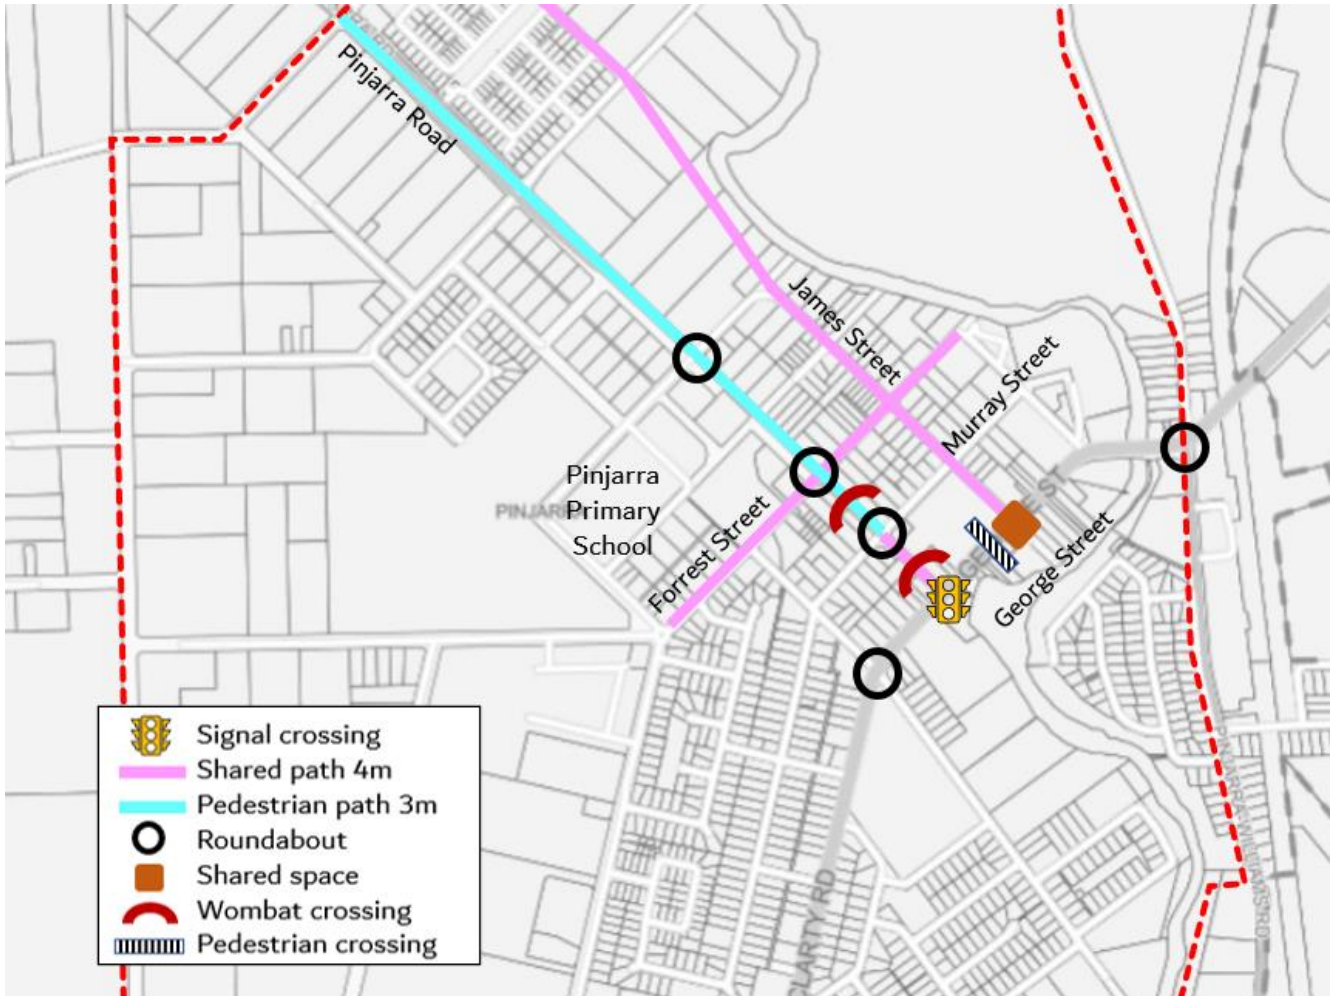 Pinjarra Road
James Street
Murray Street
Pinjarra
Primary
School
PINJARRA
Forrest Street
George Street
Signal crossing
Shared path 4m
Pedestrian path 3m
Roundabout
Shared space
Wombat crossing
Pedestrian crossing